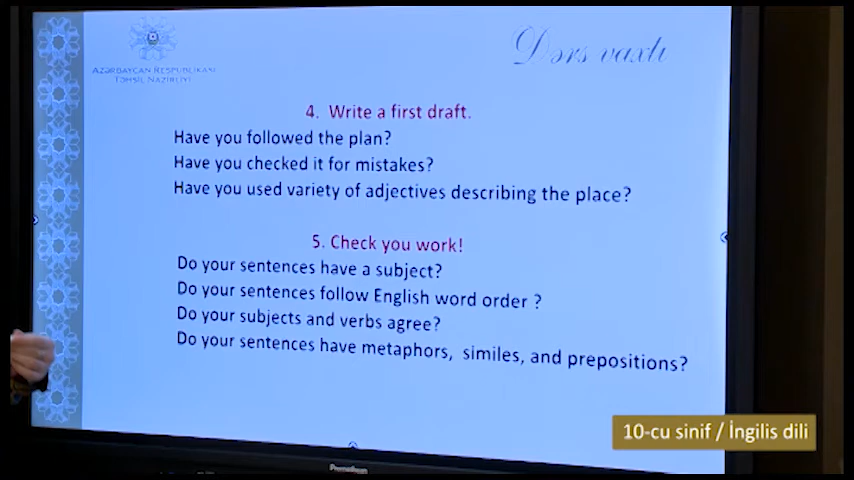 AZƏRBAYCAN RESPUBLİKASI
TƏHSİL NAZİRLİYİ
Dərs vaxtı
4. Write a first draft.
Have you followed the plan?
Have you checked it for mistakes?
Have you used variety of adjectives describing the place?
5. Check you work!
Do your sentences have a subject?
Do your sentences follow English word order ?
Do your subjects and verbs agree?
Do your sentences have metaphors, similes, and prepositions?
10-cu sinif / İngilis dili
Promethean